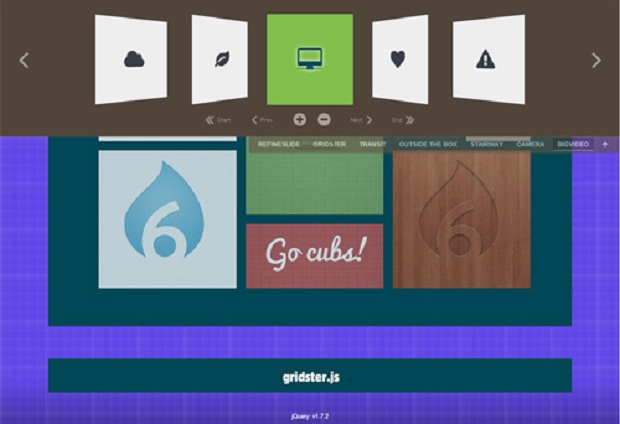 Start Prev Next End
REFINESLIDE GRIDSTER TRANSIT OUTSIDE THE BOX STAIRWAY CAMERA BIGVIDEO +
6 6
Go cubs!
gridster.js
jQuery: v1.7.2